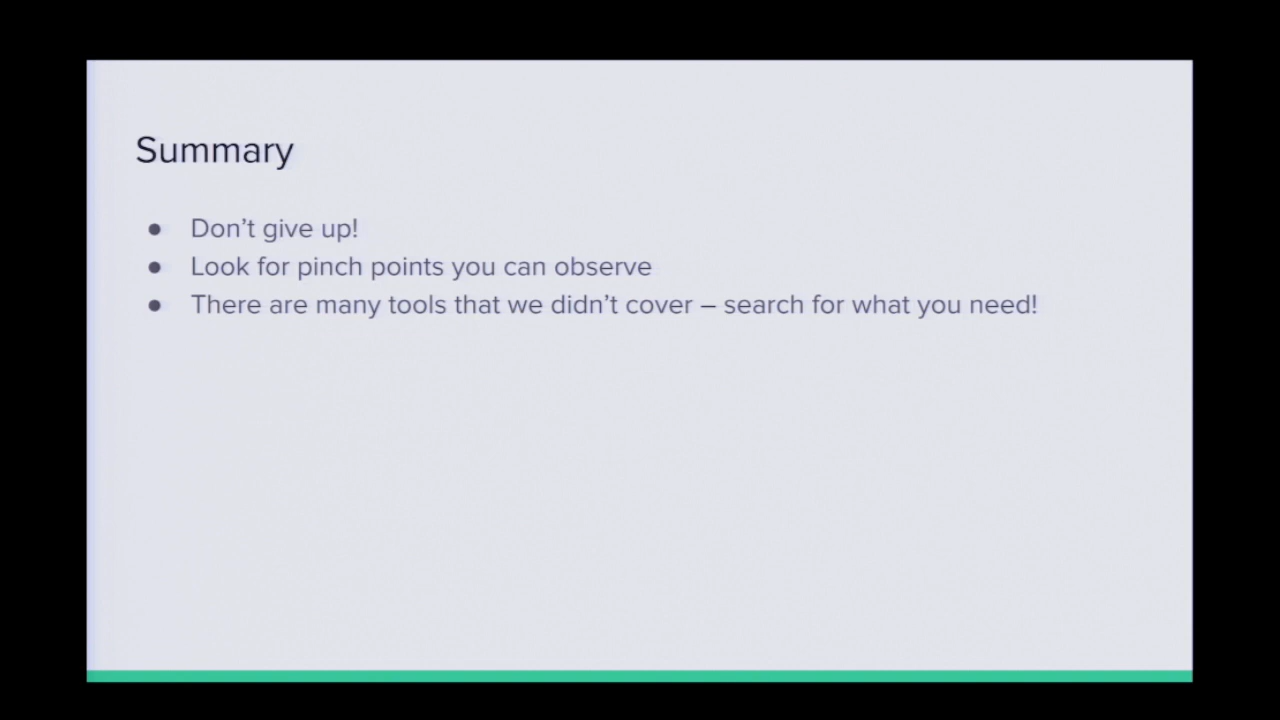 Summary
● Don’t give up!
● Look for pinch points you can observe
● There are many tools that we didn’t cover – search for what you need!